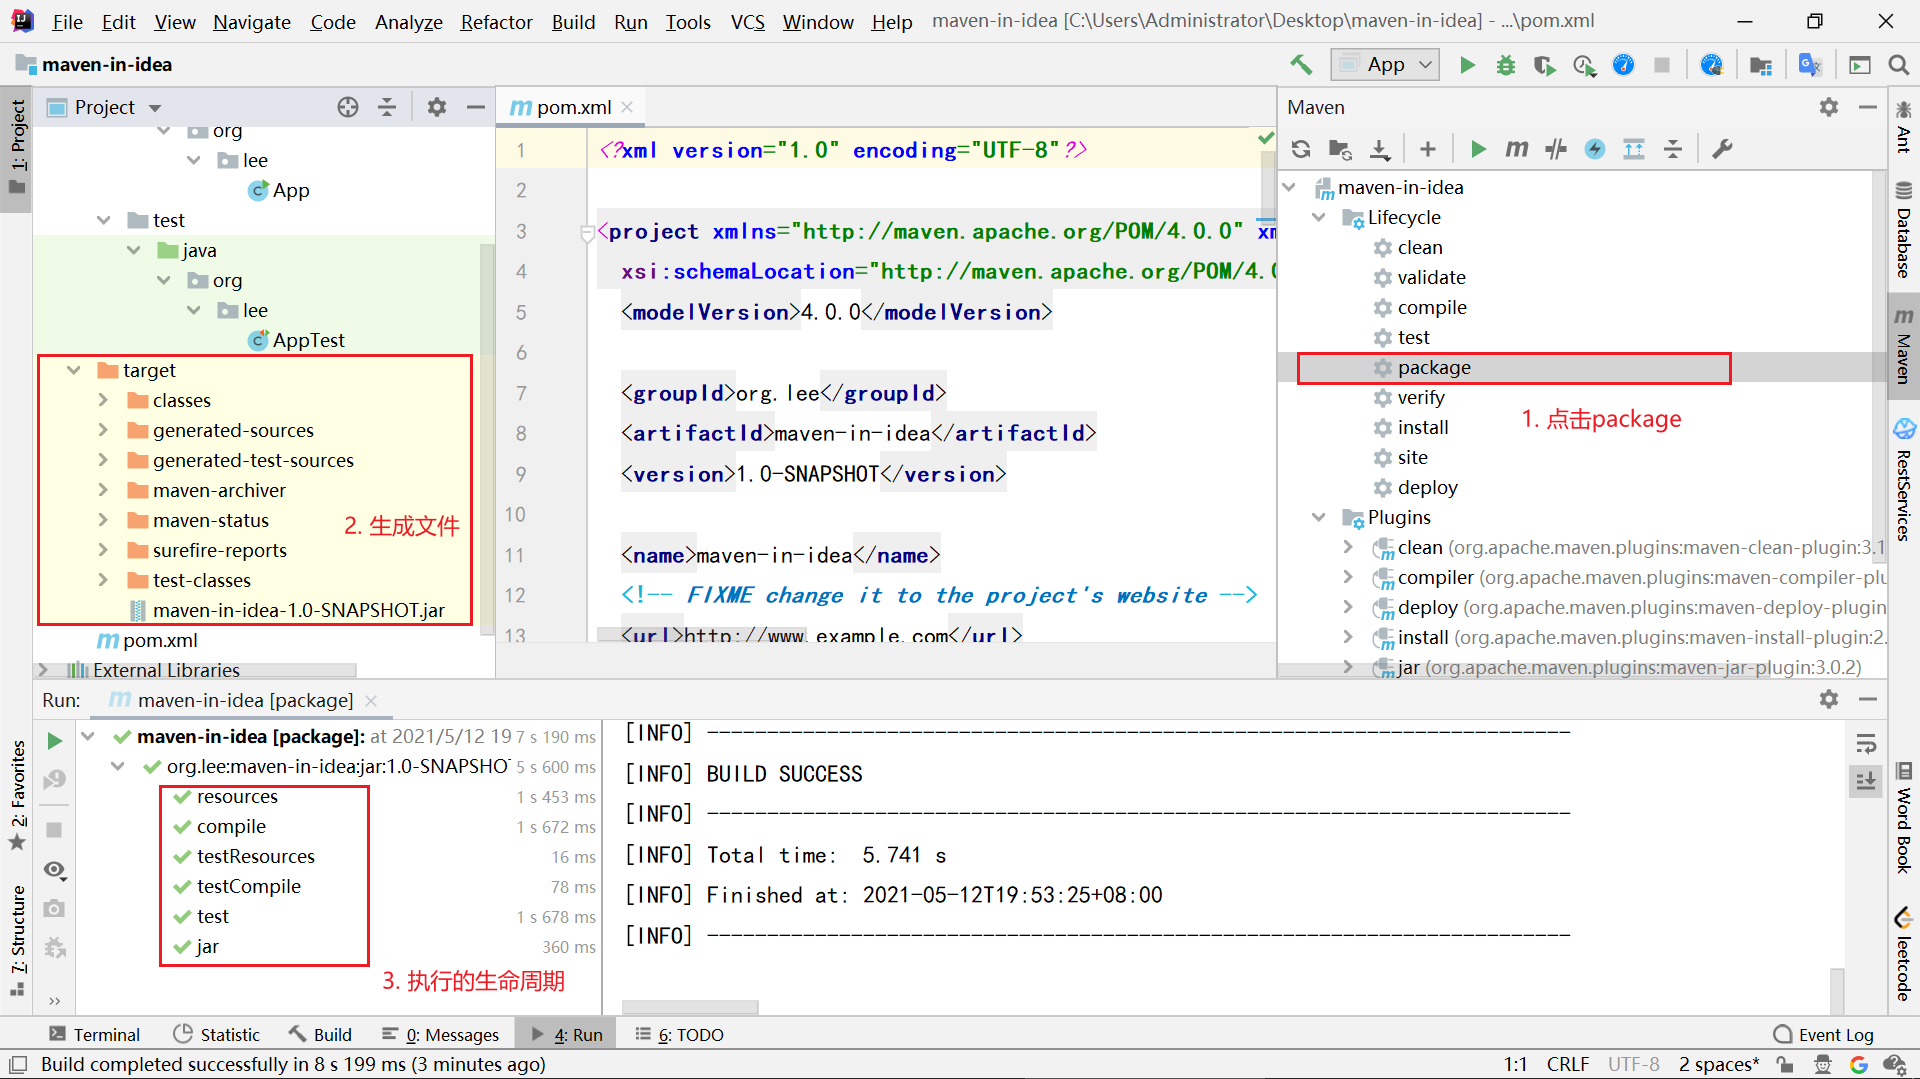 File Edit View Navigate Code Analyze Refactor Build Run Tools VCS Window Help maven-in-idea [C:\Users\Administrator\Desktop\maven-in-idea] - ...\pom.xml
maven-in-idea
App
1: Project
Project
org
lee
App
test
java
org
lee
AppTest
target
classes
generated-sources
generated-test-sources
maven-archiver
maven-status
surefire-reports
test-classes
maven-in-idea-1.0-SNAPSHOT.jar
pom.xml
External Libraries
2. 生成文件
pom.xml
1 <?xml version="1.0" encoding="UTF-8"?>
2
3 <project xmlns="http://maven.apache.org/POM/4.0.0" xm
4 xsi:schemaLocation="http://maven.apache.org/POM/4.0
5 <modelVersion>4.0.0</modelVersion>
6
7 <groupId>org.lee</groupId>
8 <artifactId>maven-in-idea</artifactId>
9 <version>1.0-SNAPSHOT</version>
10
11 <name>maven-in-idea</name>
12 <!-- FIXME change it to the project's website -->
13 <url>http://www.example.com</url>
Maven
maven-in-idea
Lifecycle
clean
validate
compile
test
package
verify
install
site
deploy
1. 点击package
Plugins
clean (org.apache.maven.plugins:maven-clean-plugin:3.1
compiler (org.apache.maven.plugins:maven-compiler-plu
deploy (org.apache.maven.plugins:maven-deploy-plugin
install (org.apache.maven.plugins:maven-install-plugin:2.
jar (org.apache.maven.plugins:maven-jar-plugin:3.0.2)
Ant
Database
Maven
RestServices
Word Book
leetcode
2: Favorites
7: Structure
Run: maven-in-idea [package]
maven-in-idea [package]: at 2021/5/12 19 7 s 190 ms
org.lee:maven-in-idea:jar:1.0-SNAPSHO 5 s 600 ms
resources 1 s 453 ms
compile 1 s 672 ms
testResources 16 ms
testCompile 78 ms
test 1 s 678 ms
jar 360 ms
3. 执行的生命周期
[INFO] ------------------------------------------------------------------------
[INFO] BUILD SUCCESS
[INFO] ------------------------------------------------------------------------
[INFO] Total time:  5.741 s
[INFO] Finished at: 2021-05-12T19:53:25+08:00
[INFO] ------------------------------------------------------------------------
Terminal Statistic Build 0: Messages 4: Run 6: TODO Event Log
Build completed successfully in 8 s 199 ms (3 minutes ago) 1:1 CRLF UTF-8 2 spaces*